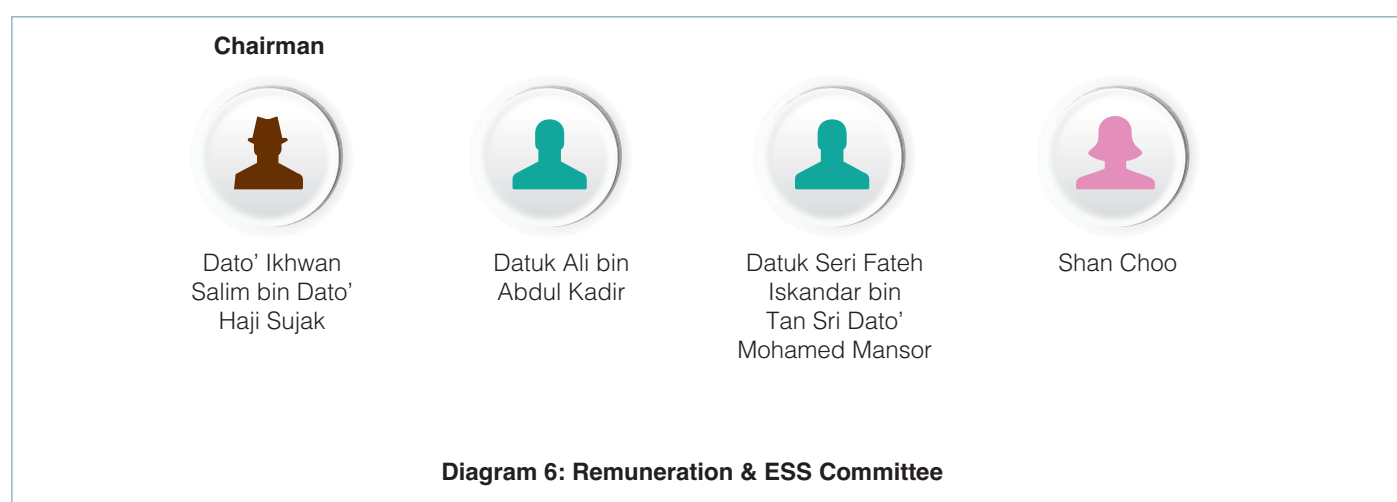 Chairman
Dato’ Ikhwan
Salim bin Dato’
Haji Sujak
Datuk Ali bin
Abdul Kadir
Datuk Seri Fateh
Iskandar bin
Tan Sri Dato’
Mohamed Mansor
Shan Choo
Diagram 6: Remuneration & ESS Committee